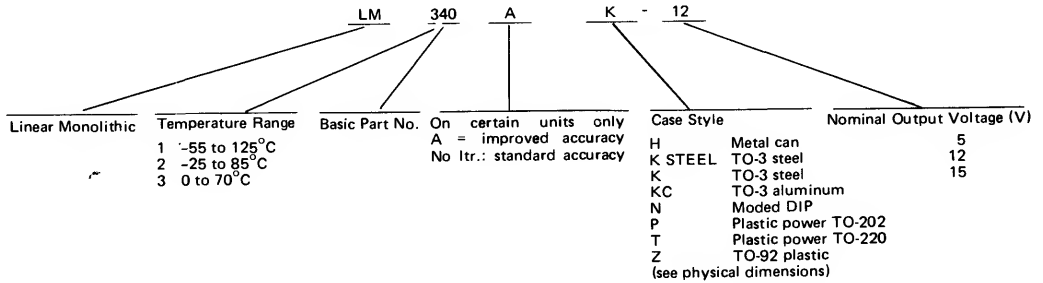 LM 340 A K - 12
Linear Monolithic
Temperature Range
1 -55 to 125°C
2 -25 to 85°C
3 0 to 70°C
Basic Part No.
On certain units only
A = improved accuracy
No ltr.: standard accuracy
Case Style
H Metal can
K STEEL TO-3 steel
K TO-3 steel
KC TO-3 aluminum
N Moded DIP
P Plastic power TO-202
T Plastic power TO-220
Z TO-92 plastic
(see physical dimensions)
Nominal Output Voltage (V)
5
12
15